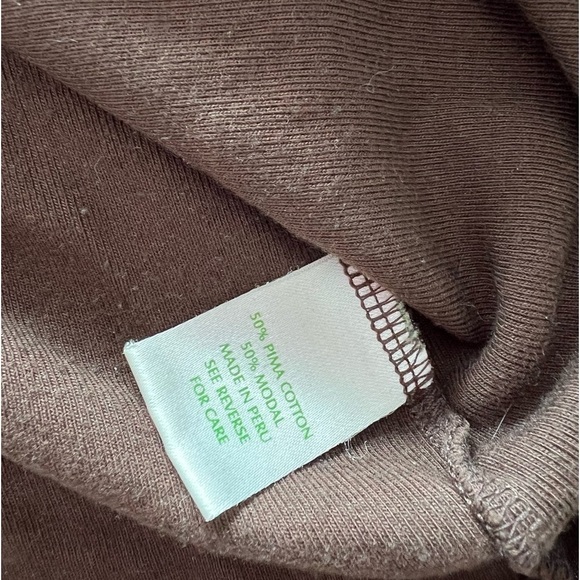 50% PIMA COTTON
50% MODAL
MADE IN PERU
SEE REVERSE
FOR CARE